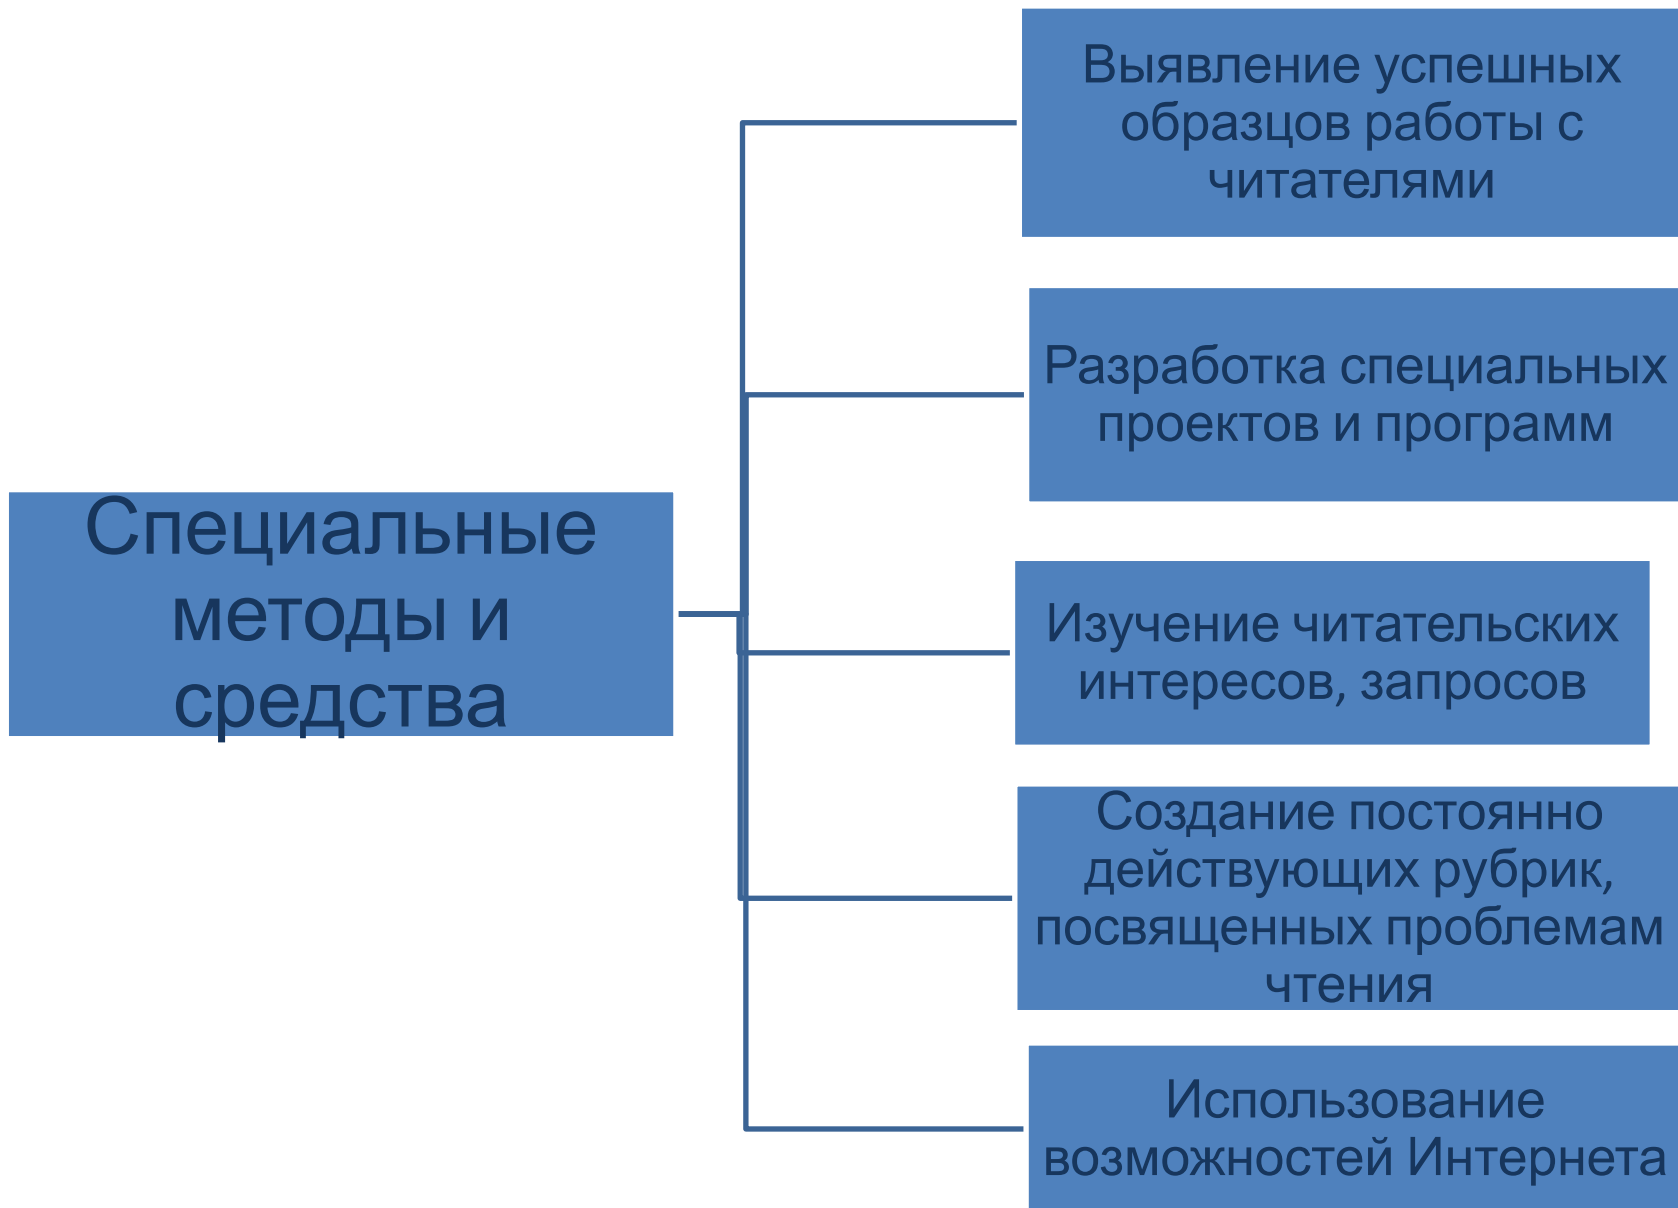 Специальные
методы и
средства
Выявление успешных
образцов работы с
читателями
Разработка специальных
проектов и программ
Изучение читательских
интересов, запросов
Создание постоянно
действующих рубрик,
посвященных проблемам
чтения
Использование
возможностей Интернета